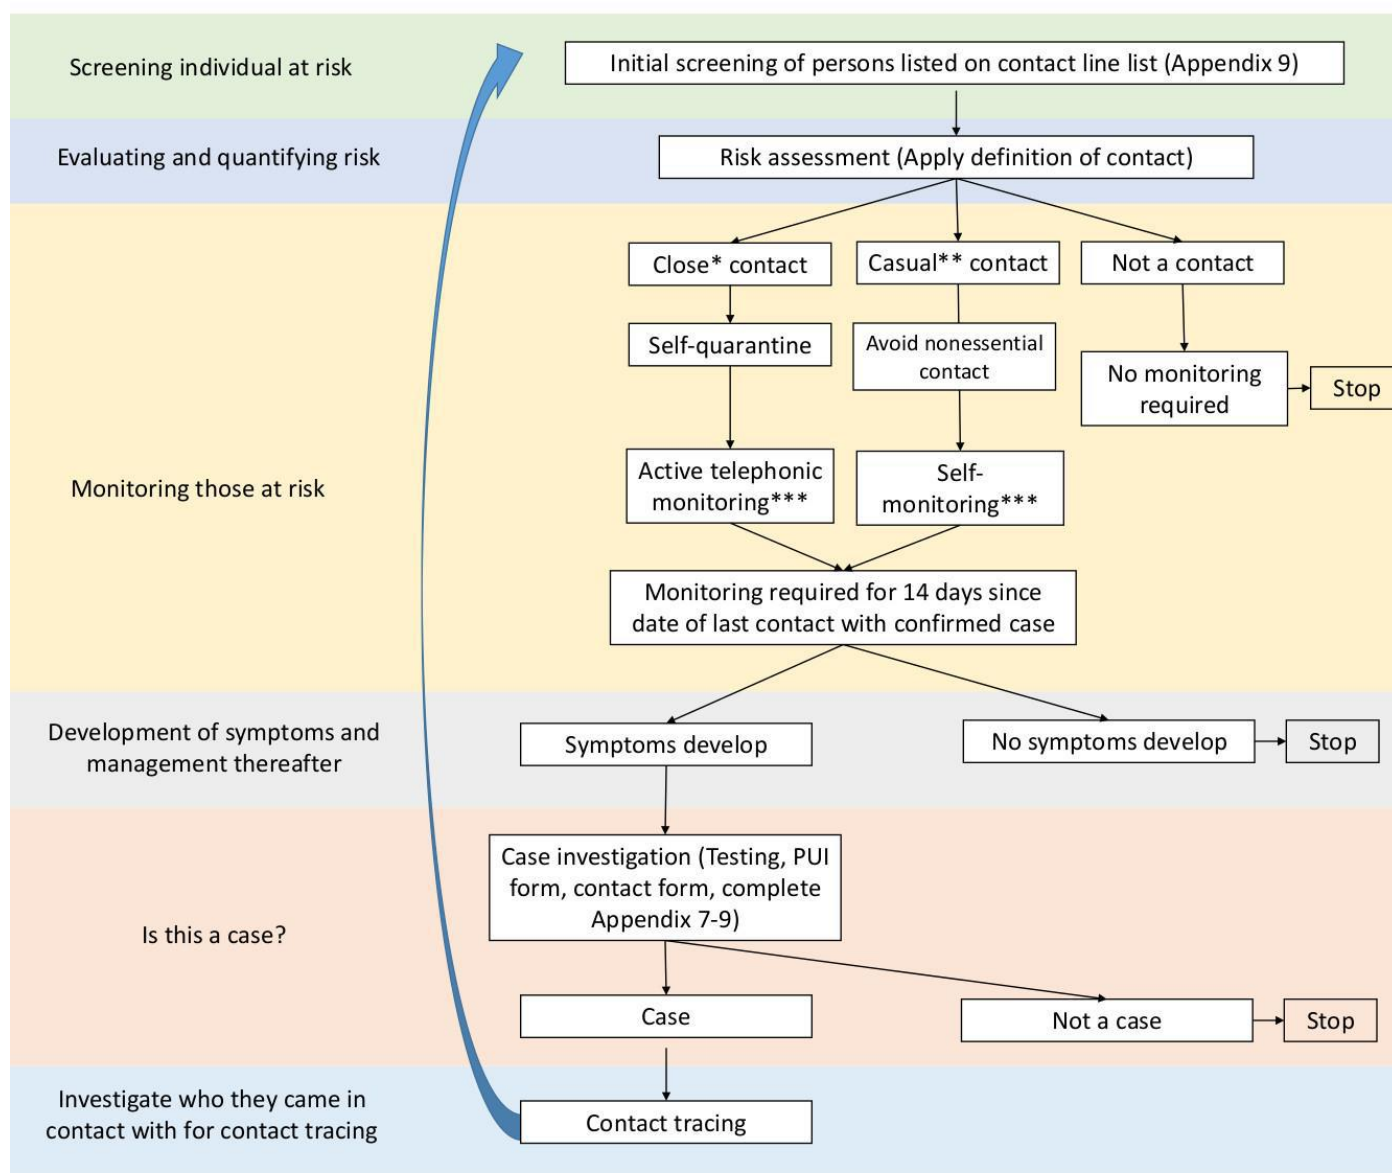 Screening individual at risk
Initial screening of persons listed on contact line list (Appendix 9)
Evaluating and quantifying risk
Risk assessment (Apply definition of contact)
Close* contact
Casual** contact
Not a contact
Self-quarantine
Avoid nonessential
contact
No monitoring
required
Stop
Monitoring those at risk
Active telephonic
monitoring***
Self-
monitoring***
Monitoring required for 14 days since
date of last contact with confirmed case
Development of symptoms and
management thereafter
Symptoms develop
No symptoms develop
Stop
Is this a case?
Case investigation (Testing, PUI
form, contact form, complete
Appendix 7-9)
Case
Not a case
Stop
Investigate who they came in
contact with for contact tracing
Contact tracing